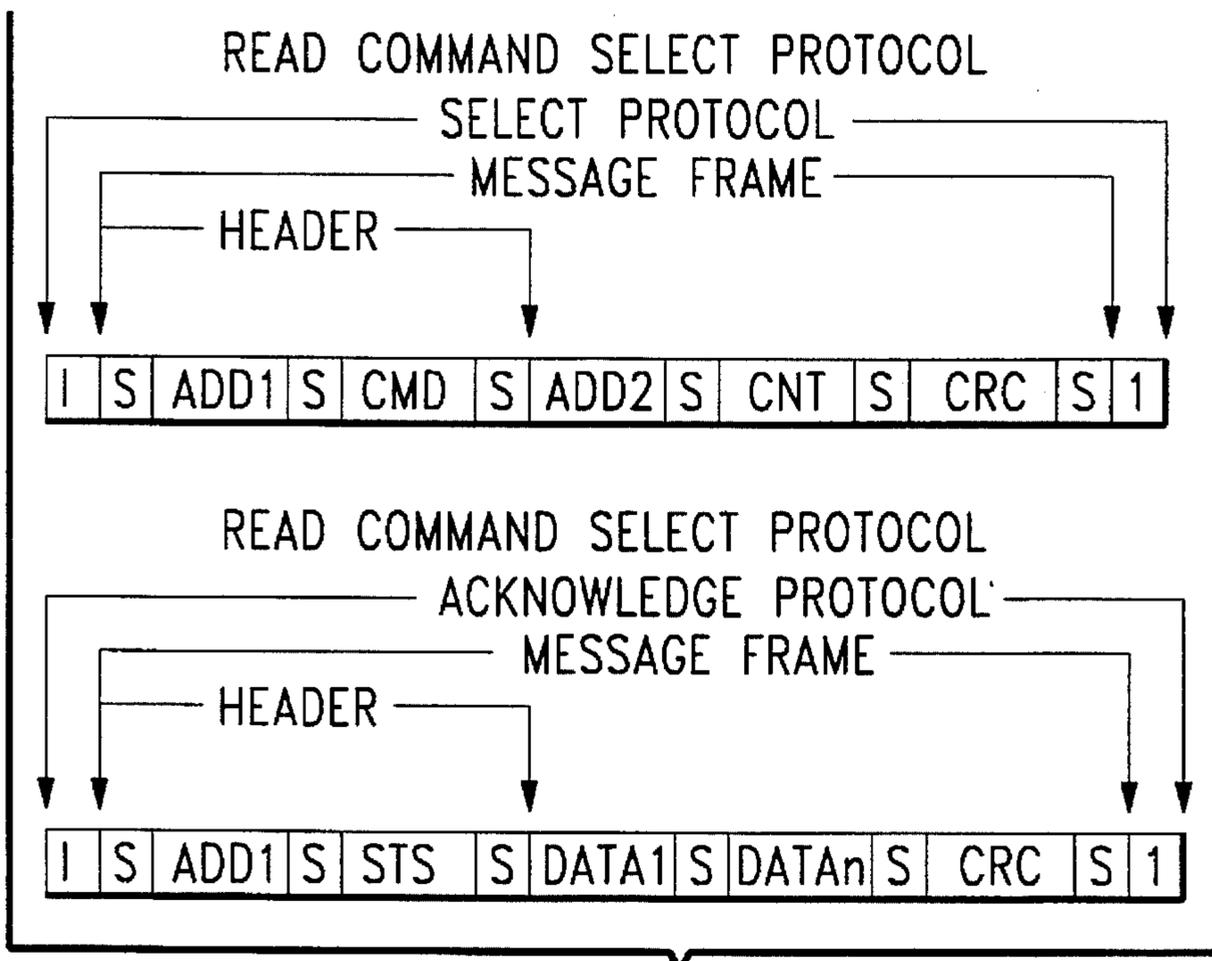 READ COMMAND SELECT PROTOCOL
SELECT PROTOCOL
MESSAGE FRAME
HEADER
I S ADD1 S CMD S ADD2 S CNT S CRC S 1
READ COMMAND SELECT PROTOCOL
ACKNOWLEDGE PROTOCOL
MESSAGE FRAME
HEADER
I S ADD1 S STS S DATA1 S DATAn S CRC S 1